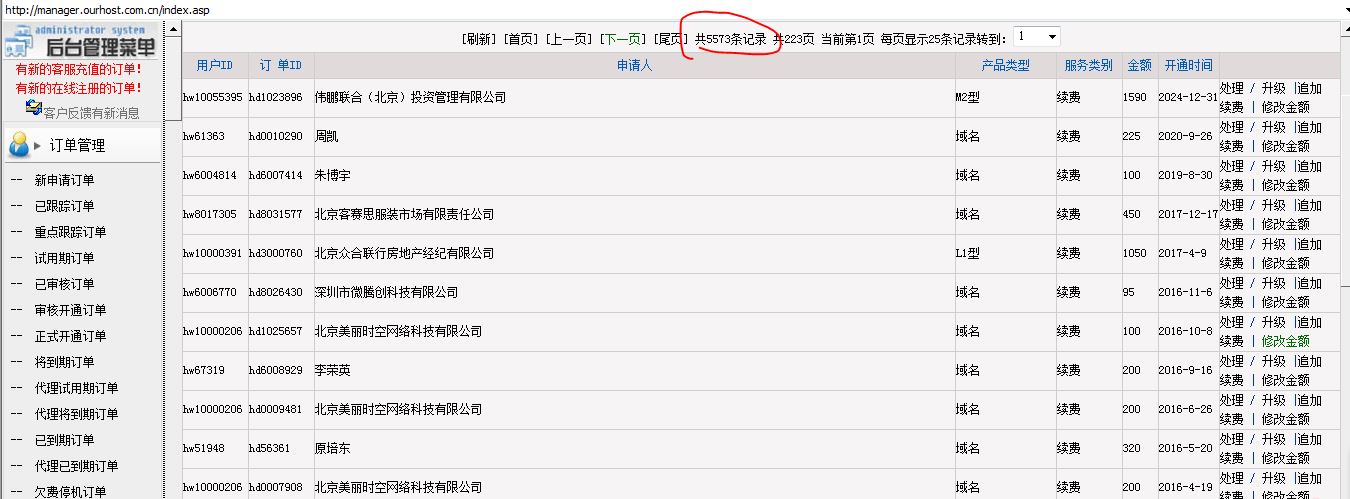 http://manager.ourhost.com.cn/index.asp
administrator system
后台管理菜单
有新的客服充值的订单!
有新的在线注册的订单!
客户反馈有新消息
订单管理
-- 新申请订单
-- 已跟踪订单
-- 重点跟踪订单
-- 试用期订单
-- 已审核订单
-- 审核开通订单
-- 正式开通订单
-- 将到期订单
-- 代理试用期订单
-- 代理将到期订单
-- 已到期订单
-- 代理已到期订单
-- 欠费停机订单
[刷新] [首页] [上一页] [下一页] [尾页] 共5573条记录 共223页 当前第1页 每页显示25条记录转到: 1
用户ID 订 单ID 申请人 产品类型 服务类别 金额 开通时间
hw10055395 hd1023896 伟鹏联合（北京）投资管理有限公司 M2型 续费 1590 2024-12-31 处理 / 升级 |追加
续费 | 修改金额
hw61363 hd0010290 周凯 域名 续费 225 2020-9-26 处理 / 升级 |追加
续费 | 修改金额
hw6004814 hd6007414 朱博宇 域名 续费 100 2019-8-30 处理 / 升级 |追加
续费 | 修改金额
hw8017305 hd8031577 北京客赛思服装市场有限责任公司 域名 续费 450 2017-12-17 处理 / 升级 |追加
续费 | 修改金额
hw10000391 hd3000760 北京众合联行房地产经纪有限公司 L1型 续费 1050 2017-4-9 处理 / 升级 |追加
续费 | 修改金额
hw6006770 hd8026430 深圳市微腾创科技有限公司 域名 续费 95 2016-11-6 处理 / 升级 |追加
续费 | 修改金额
hw10000206 hd1025657 北京美丽时空网络科技有限公司 域名 续费 100 2016-10-8 处理 / 升级 |追加
续费 | 修改金额
hw67319 hd6008929 李荣英 域名 续费 200 2016-9-16 处理 / 升级 |追加
续费 | 修改金额
hw10000206 hd0009481 北京美丽时空网络科技有限公司 域名 续费 200 2016-6-26 处理 / 升级 |追加
续费 | 修改金额
hw51948 hd56361 原培东 域名 续费 320 2016-5-20 处理 / 升级 |追加
续费 | 修改金额
hw10000206 hd0007908 北京美丽时空网络科技有限公司 域名 续费 200 2016-4-19 处理 / 升级 |追加
续费 | 修改金额